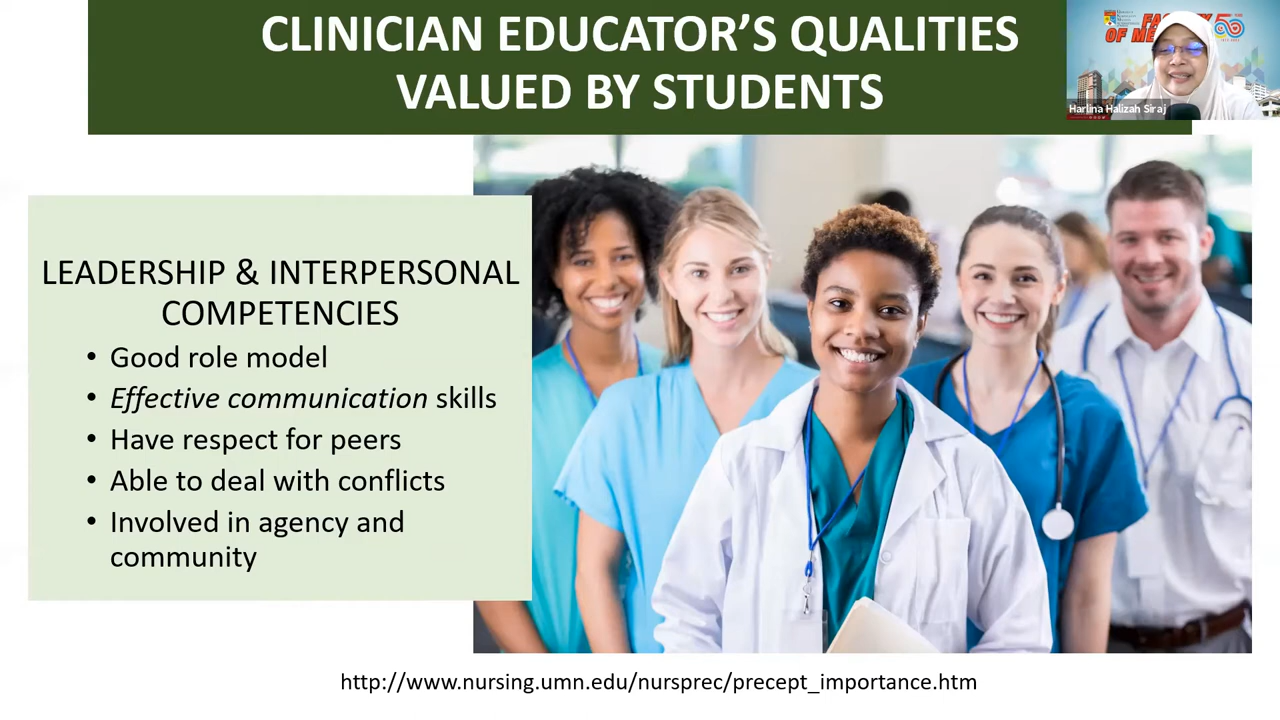 CLINICIAN EDUCATOR’S QUALITIES
VALUED BY STUDENTS
FACULTY
OF ME
Harlina Halizah Siraj
LEADERSHIP & INTERPERSONAL
COMPETENCIES
• Good role model
• Effective communication skills
• Have respect for peers
• Able to deal with conflicts
• Involved in agency and
community
http://www.nursing.umn.edu/nursprec/precept_importance.htm